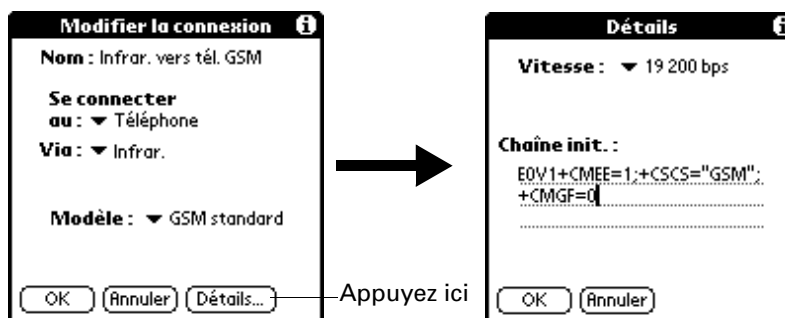 Modifier la connexion
Nom : Infrar. vers tél. GSM
Se connecter
au : Téléphone
Via : Infrar.
Modèle : GSM standard
OK Annuler Détails...
Appuyez ici
Détails
Vitesse : 19 200 bps
Chaîne init. :
E0V1+CMEE=1;+CSCS="GSM";
+CMGF=0
OK Annuler